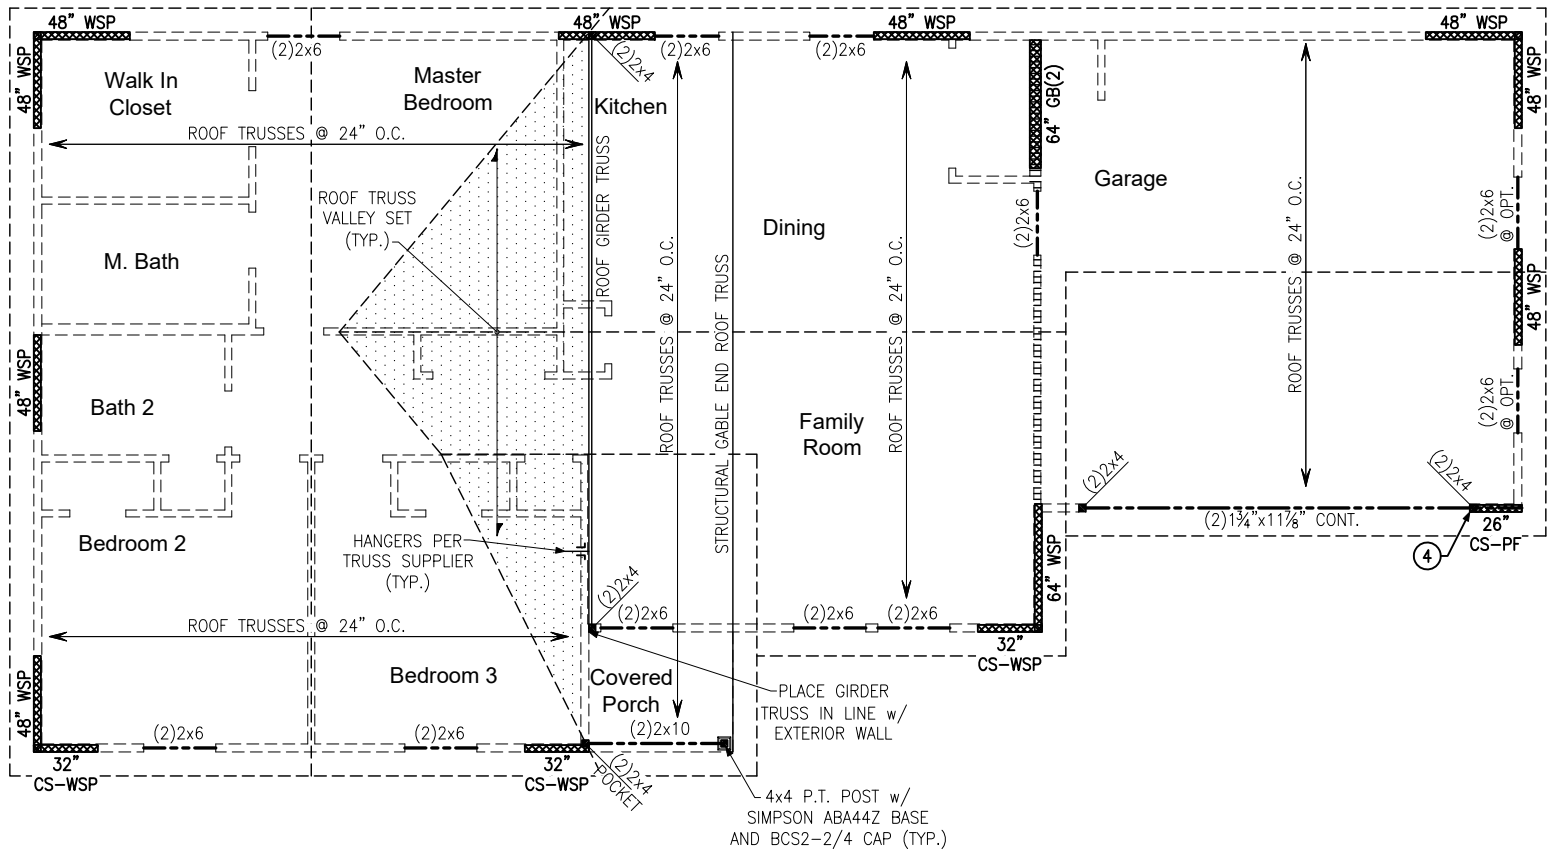 48" WSP
48" WSP
48" WSP
48" WSP
(2)2x6
(2)2x4
(2)2x6
(2)2x6
48" WSP
Walk In
Closet
Master
Bedroom
Kitchen
64" GB(2)
48" WSP
ROOF TRUSSES @ 24" O.C.
ROOF GIRDER TRUSS
ROOF TRUSS
VALLEY SET
(TYP.)
Dining
Garage
(2)2x6
(2)2x6
@ OPT.
M. Bath
ROOF TRUSSES @ 24" O.C.
STRUCTURAL GABLE END ROOF TRUSS
ROOF TRUSSES @ 24" O.C.
ROOF TRUSSES @ 24" O.C.
48" WSP
48" WSP
Bath 2
Family
Room
(2)2x6
@ OPT.
(2)2x4
(2)2x4
(2)1¾"x11⅞" CONT.
26"
CS-PF
4
Bedroom 2
HANGERS PER
TRUSS SUPPLIER
(TYP.)
(2)2x4
64" WSP
(2)2x6
(2)2x6
(2)2x6
ROOF TRUSSES @ 24" O.C.
32"
CS-WSP
Bedroom 3
Covered
Porch
48" WSP
PLACE GIRDER
TRUSS IN LINE w/
EXTERIOR WALL
(2)2x6
(2)2x6
(2)2x10
32"
CS-WSP
32"
CS-WSP
(2)2x4
POCKET
4x4 P.T. POST w/
SIMPSON ABA44Z BASE
AND BCS2-2/4 CAP (TYP.)